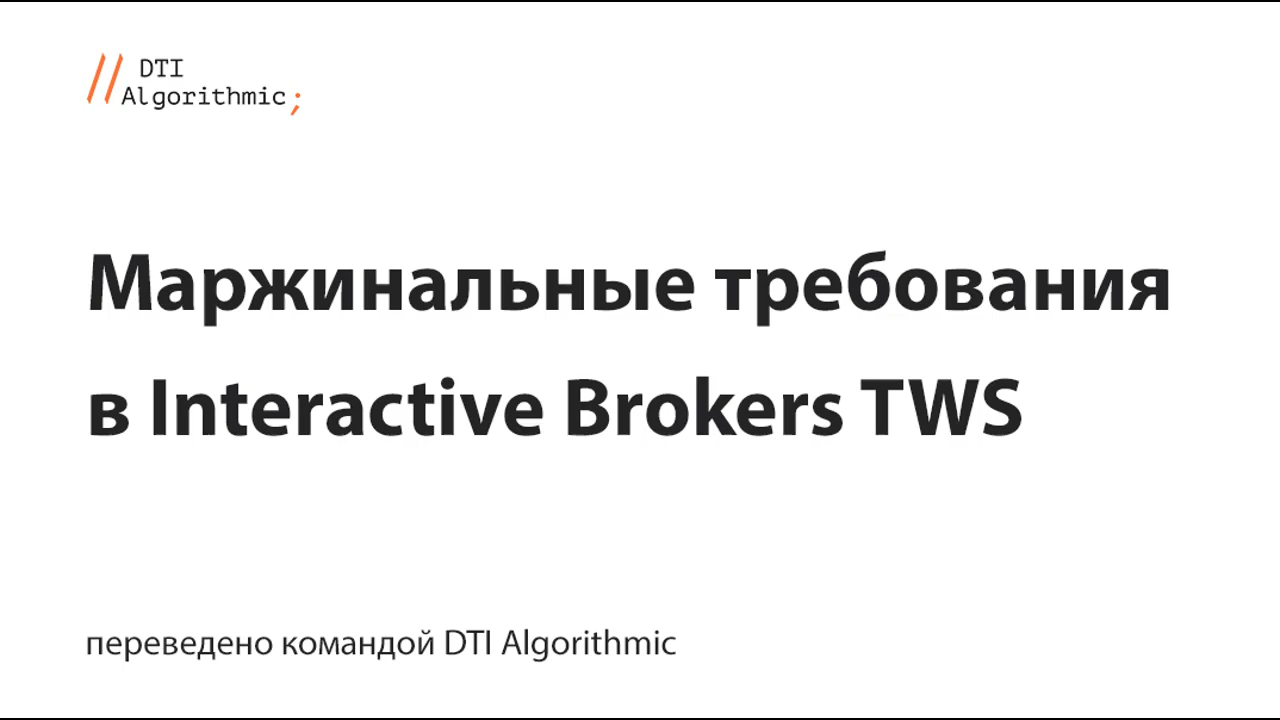 // DTI
Algorithmic;
Маржинальные требования
в Interactive Brokers TWS
переведено командой DTI Algorithmic